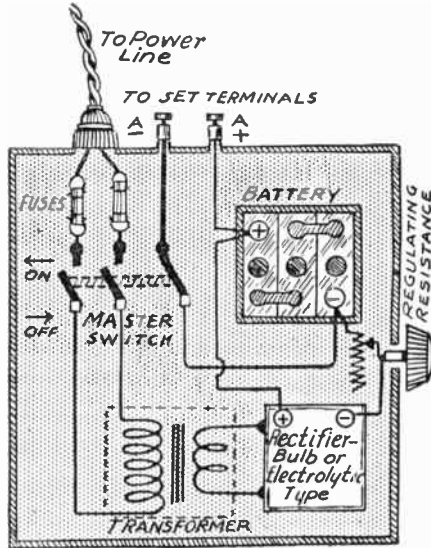 To Power
Line
TO SET TERMINALS
A
−
A
+
FUSES
BATTERY
+
−
REGULATING
RESISTANCE
ON
OFF
MASTER
SWITCH
+
−
Rectifier-
Bulb or
Electrolytic
Type
TRANSFORMER